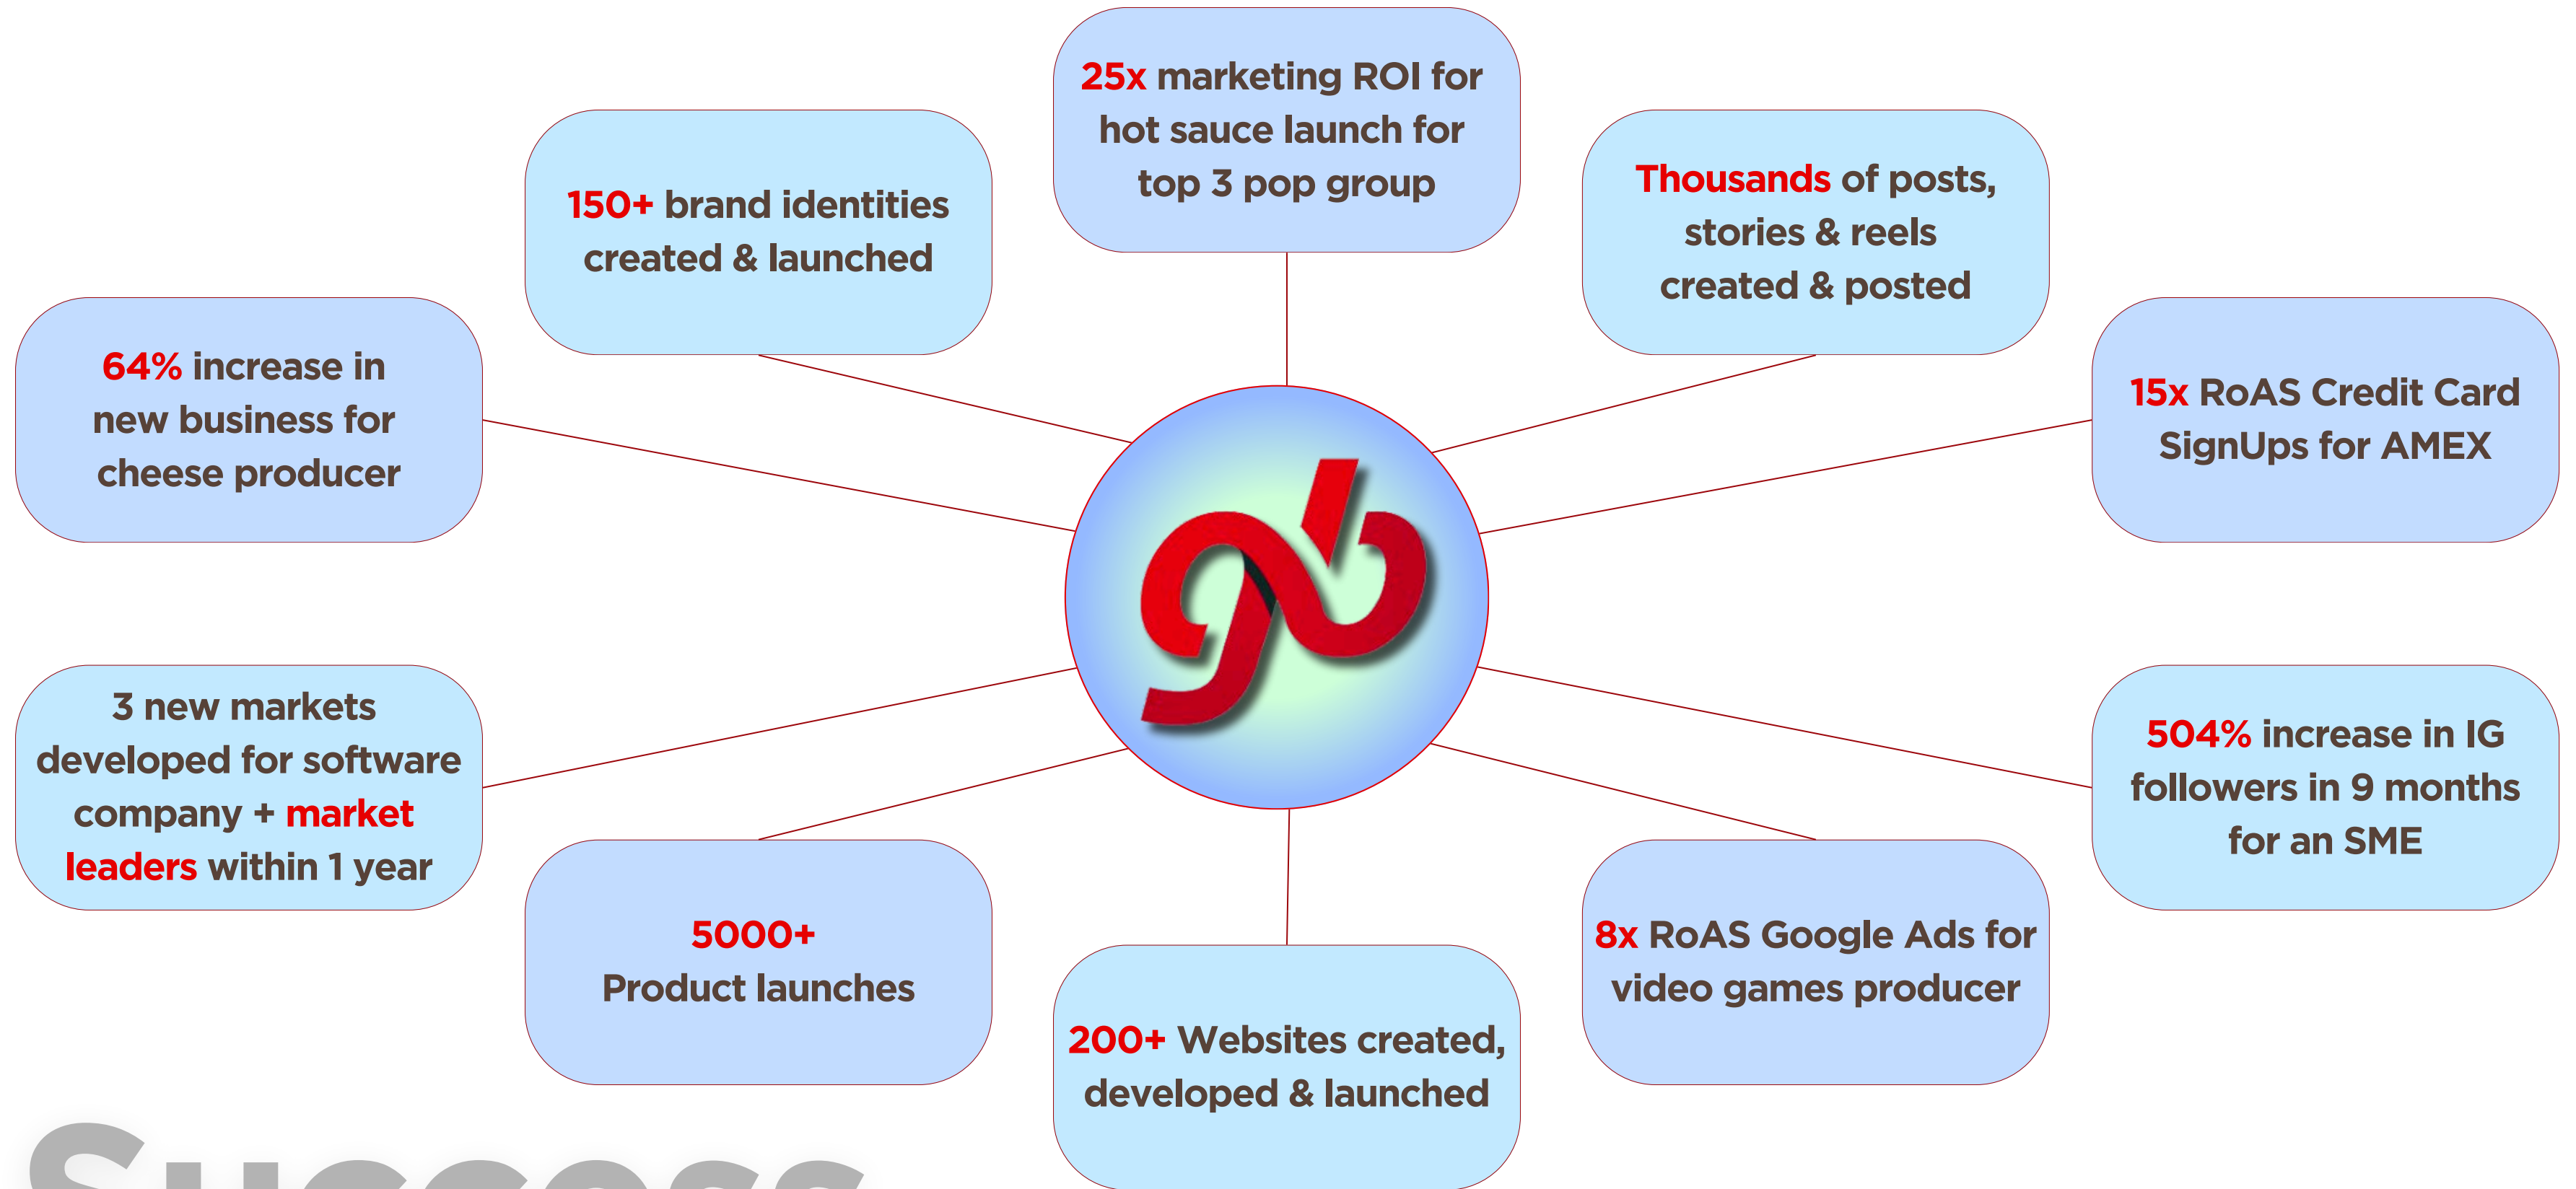 25x marketing ROI for
hot sauce launch for
top 3 pop group
150+ brand identities
created & launched
Thousands of posts,
stories & reels
created & posted
64% increase in
new business for
cheese producer
15x RoAS Credit Card
SignUps for AMEX
gb
3 new markets
developed for software
company + market
leaders within 1 year
504% increase in IG
followers in 9 months
for an SME
5000+
Product launches
8x RoAS Google Ads for
video games producer
200+ Websites created,
developed & launched
Success